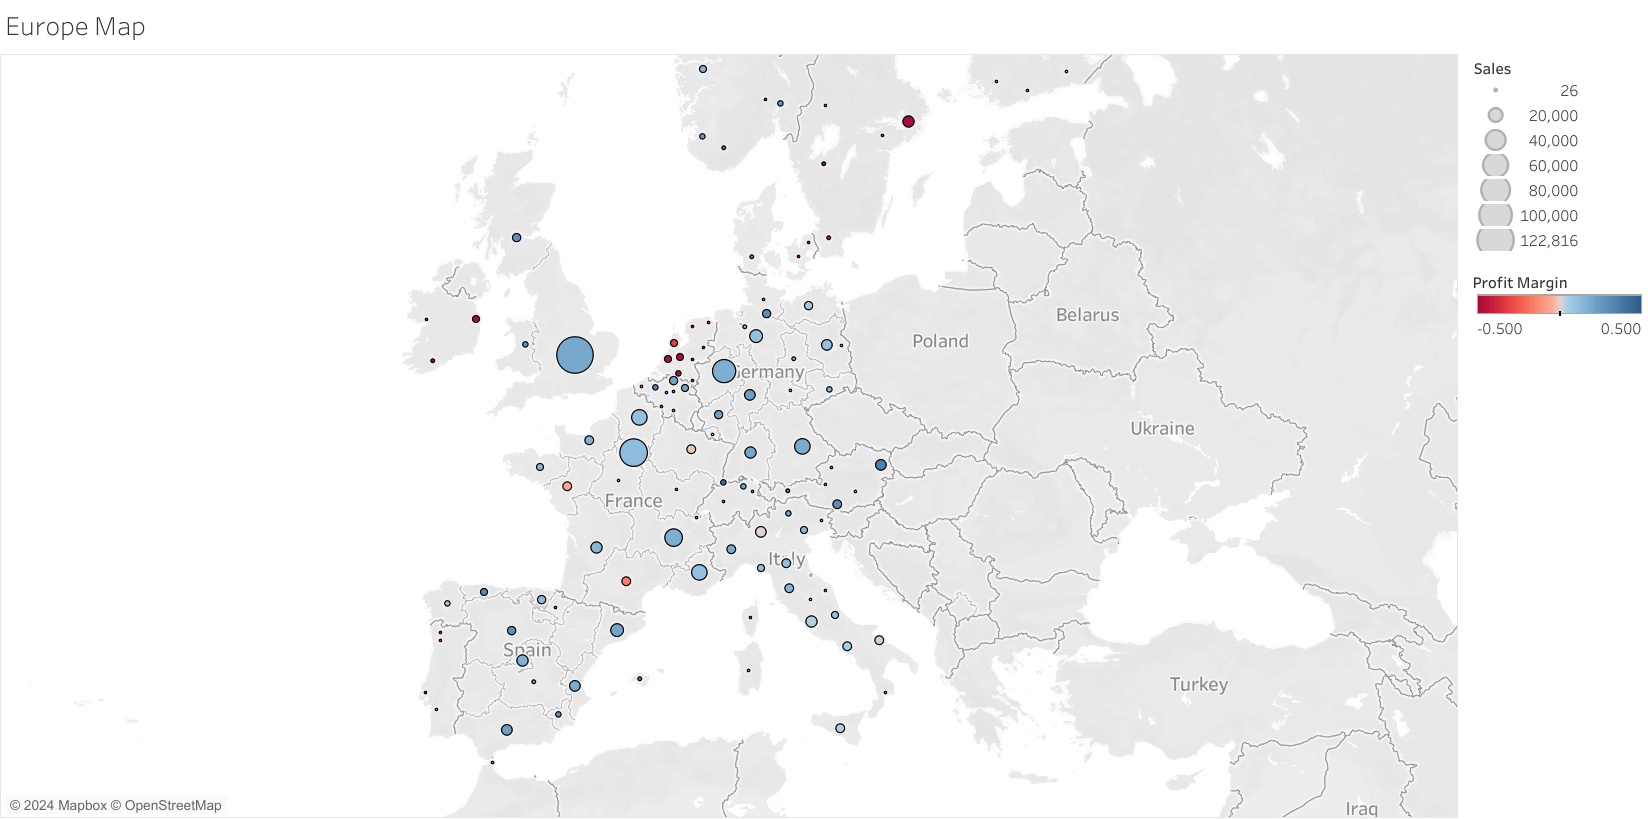 Europe Map
Sales
26
20,000
40,000
60,000
80,000
100,000
122,816
Profit Margin
-0.500 0.500
Belarus
Poland
Germany
Ukraine
France
Italy
Spain
Turkey
Iraq
© 2024 Mapbox © OpenStreetMap